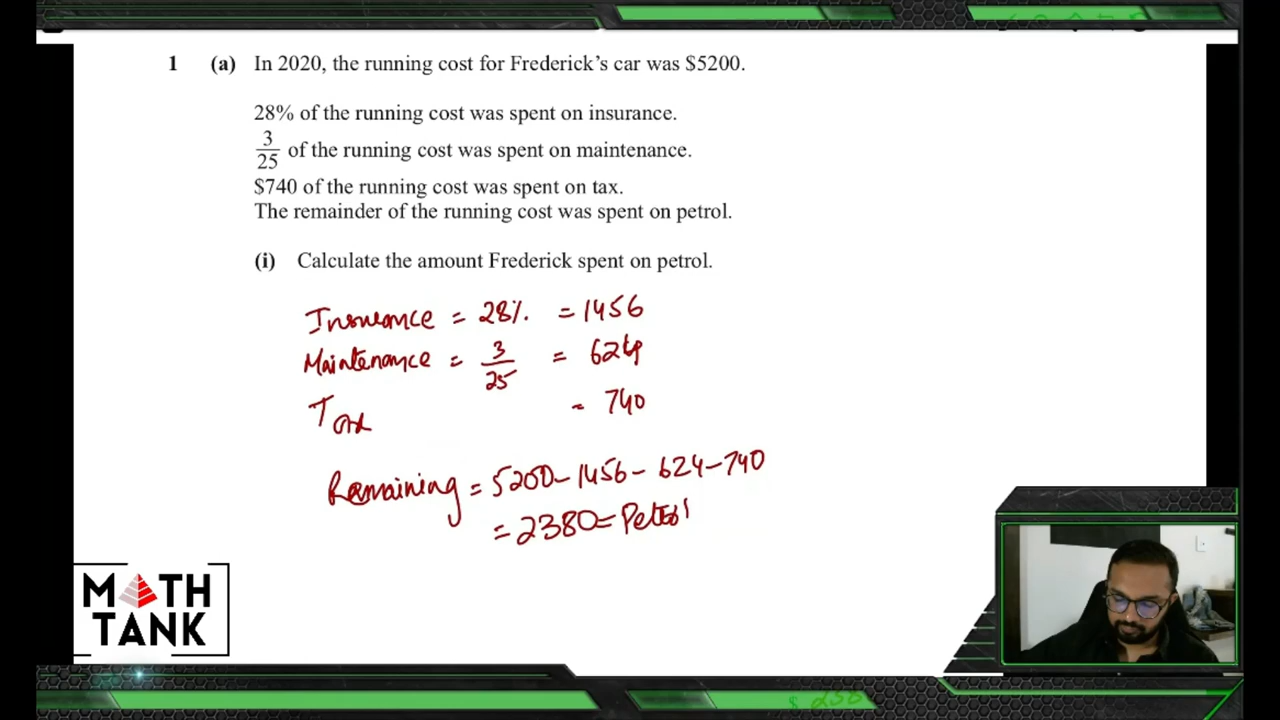 1 (a) In 2020, the running cost for Frederick's car was $5200.
28% of the running cost was spent on insurance.
3/25 of the running cost was spent on maintenance.
$740 of the running cost was spent on tax.
The remainder of the running cost was spent on petrol.
(i) Calculate the amount Frederick spent on petrol.
Insurance = 28% = 1456
Maintenance = 3/25 = 624
= 740
Remaining = 5200 - 1456 - 624 - 740
= 2380 = Petrol
MATH
TANK